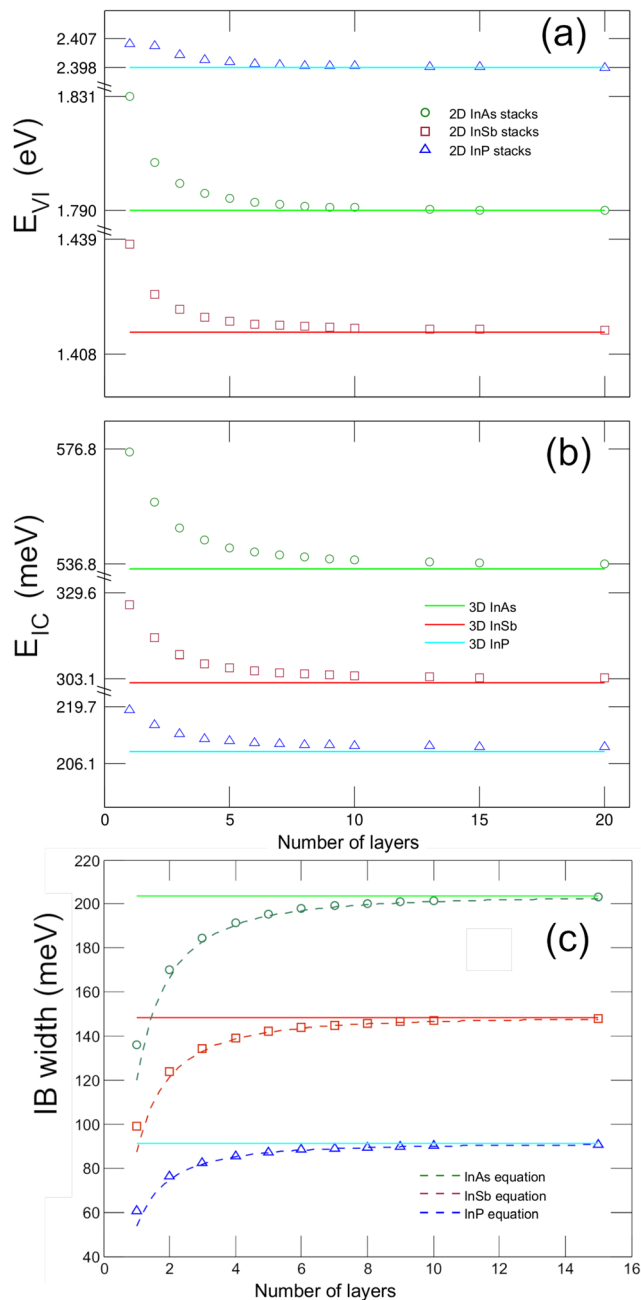 (a)
2.407
2.398
1.831
1.790
1.439
1.408
E_VI (eV)
2D InAs stacks
2D InSb stacks
2D InP stacks
(b)
576.8
536.8
329.6
303.1
219.7
206.1
E_IC (meV)
3D InAs
3D InSb
3D InP
0 5 10 15 20
Number of layers
(c)
220
200
180
160
140
120
100
80
60
40
IB width (meV)
InAs equation
InSb equation
InP equation
0 2 4 6 8 10 12 14 16
Number of layers